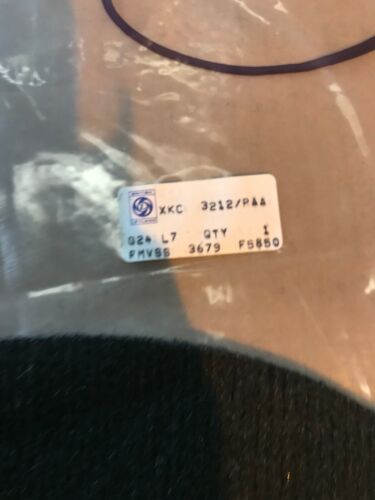 XKC 3212/PAA
024 L7 QTY 1
FMVSS 3679 F5850